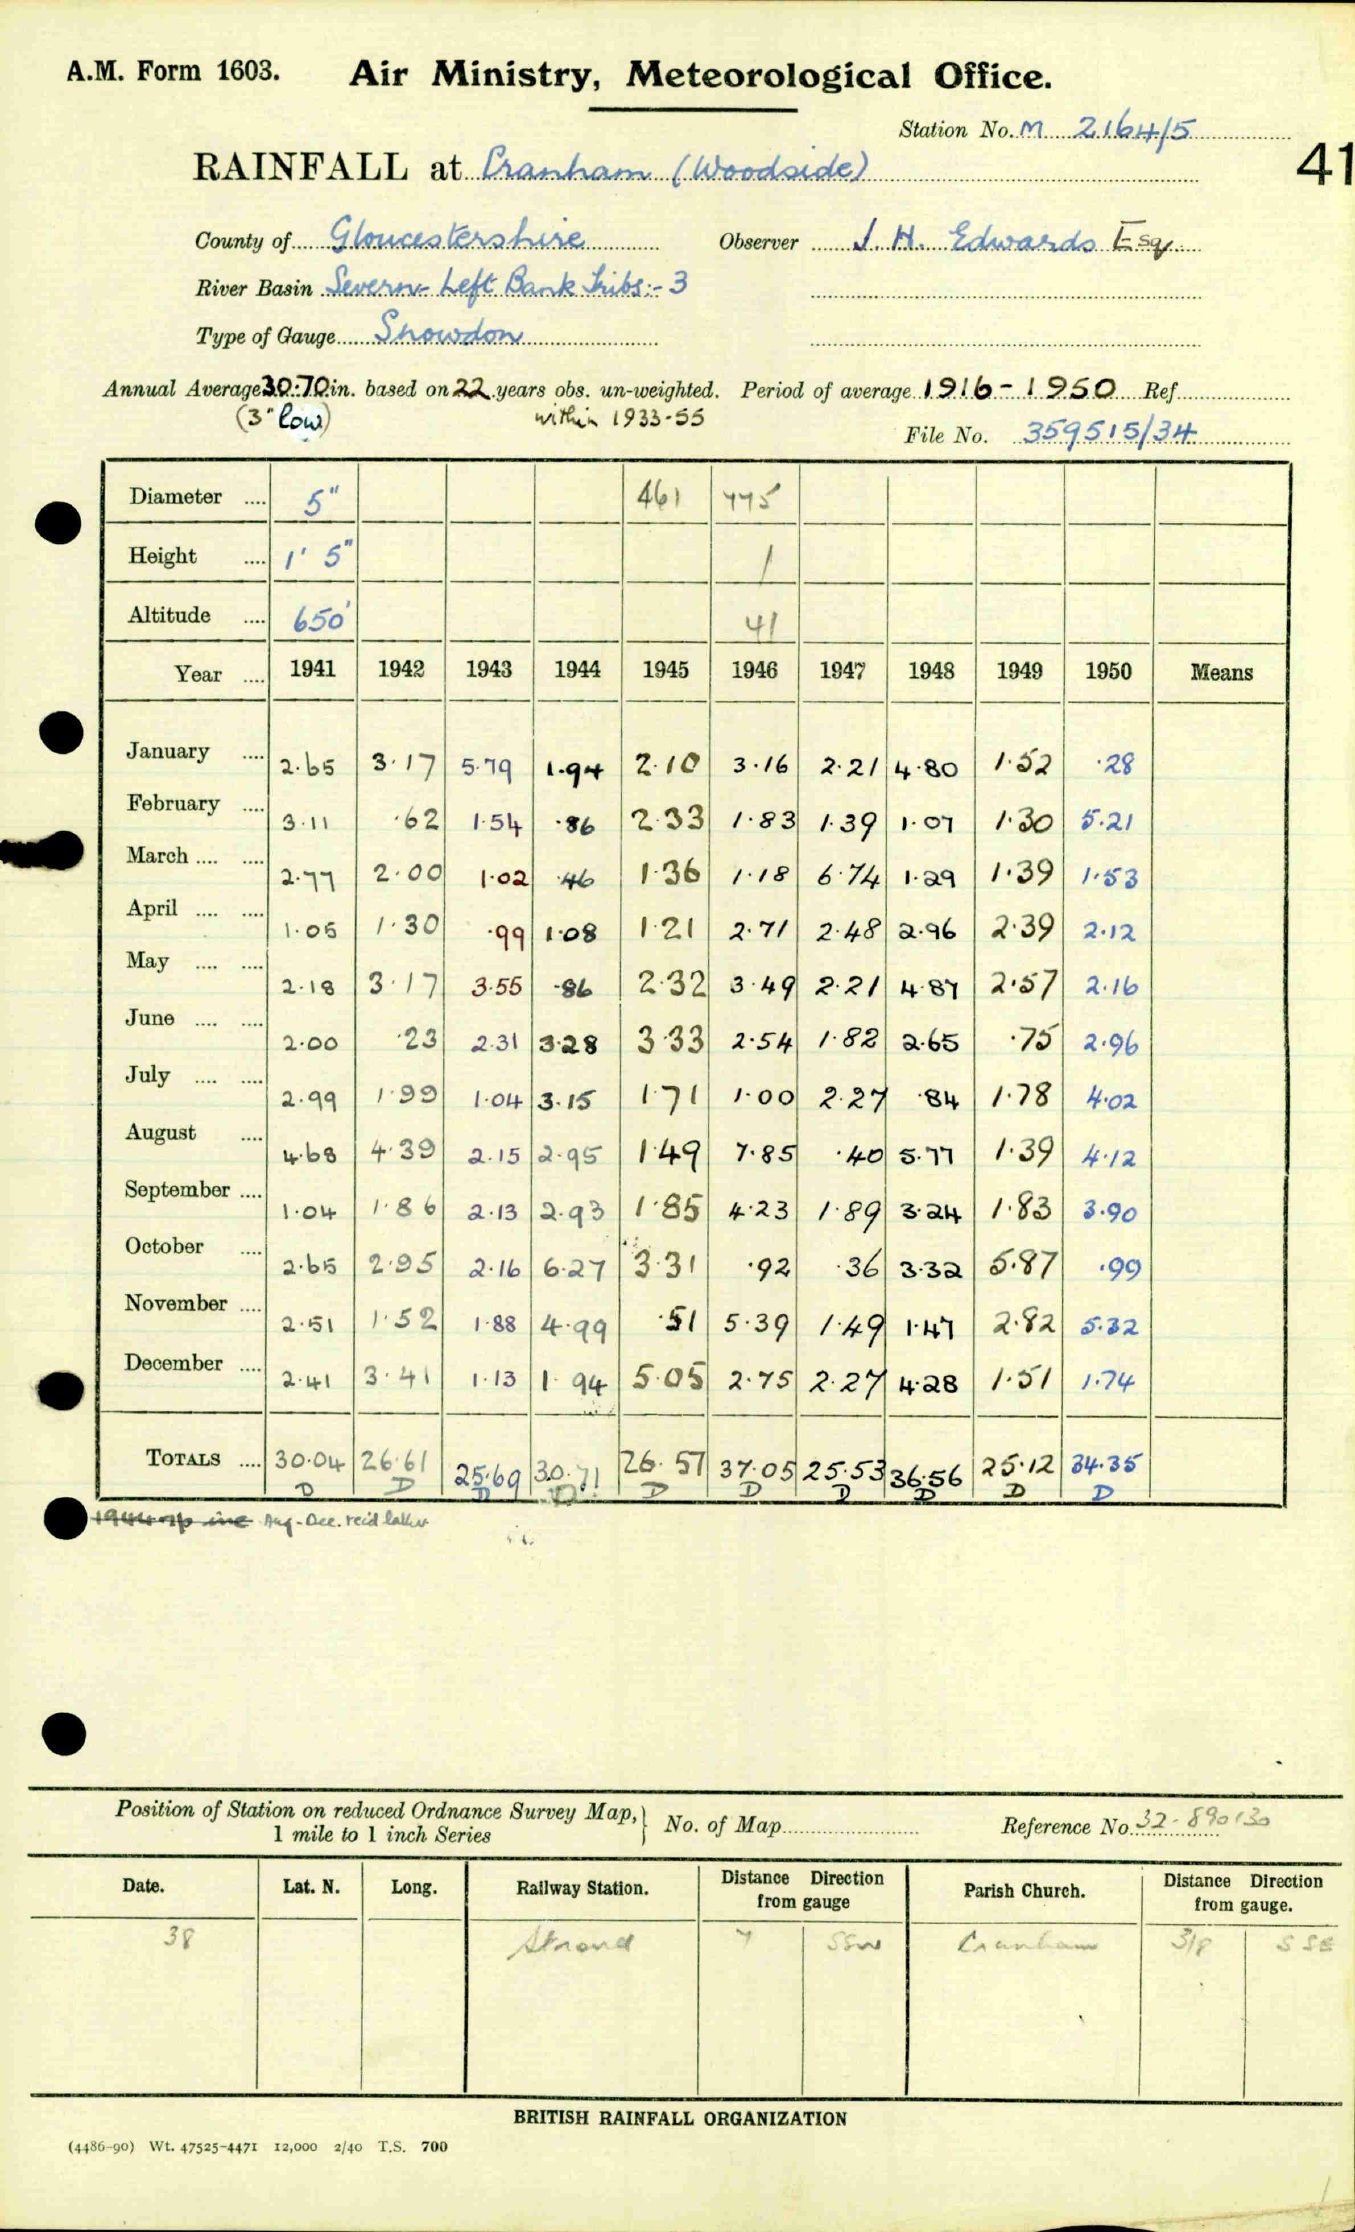 A.M. Form 1603. Air Ministry, Meteorological Office.
Station No. M 2164/5
RAINFALL at Cranham (Woodside)
41
County of Gloucestershire Observer J. H. Edwards Esq
River Basin Severn - Left Bank Tribs:- 3
Type of Gauge Snowdon
Annual Average 30.70 in. based on 22 years obs. un-weighted. Period of average 1916-1950 Ref
(3" low) within 1933-55
File No. 359515/34
Diameter .... 5" 461 775
Height .... 1' 5" 1
Altitude .... 650' 41
Year .... 1941 1942 1943 1944 1945 1946 1947 1948 1949 1950 Means
January .... 2.65 3.17 5.79 1.94 2.10 3.16 2.21 4.80 1.52 .28
February .... 3.11 .62 1.54 .86 2.33 1.83 1.39 1.07 1.30 5.21
March .... .... 2.77 2.00 1.02 .46 1.36 1.18 6.74 1.29 1.39 1.53
April .... .... 1.05 1.30 .99 1.08 1.21 2.71 2.48 2.96 2.39 2.12
May .... .... 2.18 3.17 3.55 .86 2.32 3.49 2.21 4.87 2.57 2.16
June .... .... 2.00 .23 2.31 3.28 3.33 2.54 1.82 2.65 .75 2.96
July .... .... 2.99 1.99 1.04 3.15 1.71 1.00 2.27 .84 1.78 4.02
August .... 4.68 4.39 2.15 2.95 1.49 7.85 .40 5.77 1.39 4.12
September .... 1.04 1.86 2.13 2.93 1.85 4.23 1.89 3.24 1.83 3.90
October .... 2.65 2.95 2.16 6.27 3.31 .92 .36 3.32 5.87 .99
November .... 2.51 1.52 1.88 4.99 .51 5.39 1.49 1.47 2.82 5.32
December .... 2.41 3.41 1.13 1.94 5.05 2.75 2.27 4.28 1.51 1.74
TOTALS .... 30.04 26.61 25.69 30.71 26.57 37.05 25.53 36.56 25.12 34.35
D D D D D D D D D D
Aug-Dec. rec'd later
Position of Station on reduced Ordnance Survey Map,
1 mile to 1 inch Series
No. of Map Reference No. 32-890130
Date. Lat. N. Long. Railway Station. Distance Direction from gauge Parish Church. Distance Direction from gauge.
38 Stroud 7 SSW Cranham 3/8 SSE
BRITISH RAINFALL ORGANIZATION
(4486-90) Wt. 47525-4471 12,000 2/40 T.S. 700